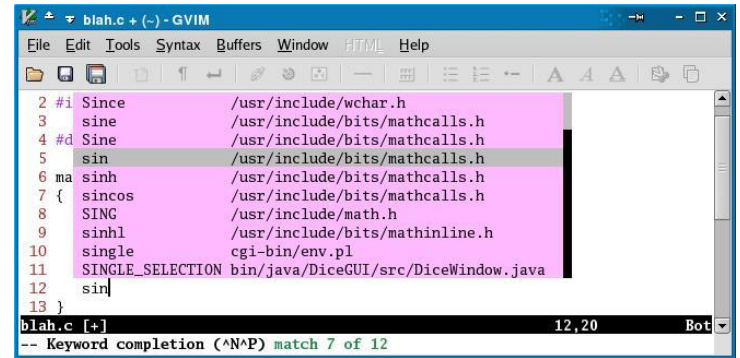 blah.c + (~) - GVIM
File Edit Tools Syntax Buffers Window HTML Help
2 #i Since /usr/include/wchar.h
3 sine /usr/include/bits/mathcalls.h
4 #d Sine /usr/include/bits/mathcalls.h
5 sin /usr/include/bits/mathcalls.h
6 ma sinh /usr/include/bits/mathcalls.h
7 { sincos /usr/include/bits/mathcalls.h
8 SING /usr/include/math.h
9 sinhl /usr/include/bits/mathinline.h
10 single cgi-bin/env.pl
11 SINGLE_SELECTION bin/java/DiceGUI/src/DiceWindow.java
12 sin
13 }
blah.c [+] 12,20 Bot
-- Keyword completion (^N^P) match 7 of 12